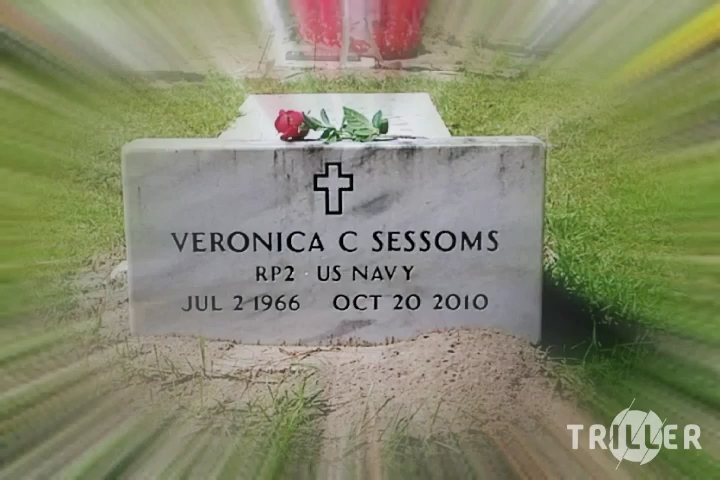 VERONICA C SESSOMS
RP2 · US NAVY
JUL 2 1966 OCT 20 2010
TRILLER